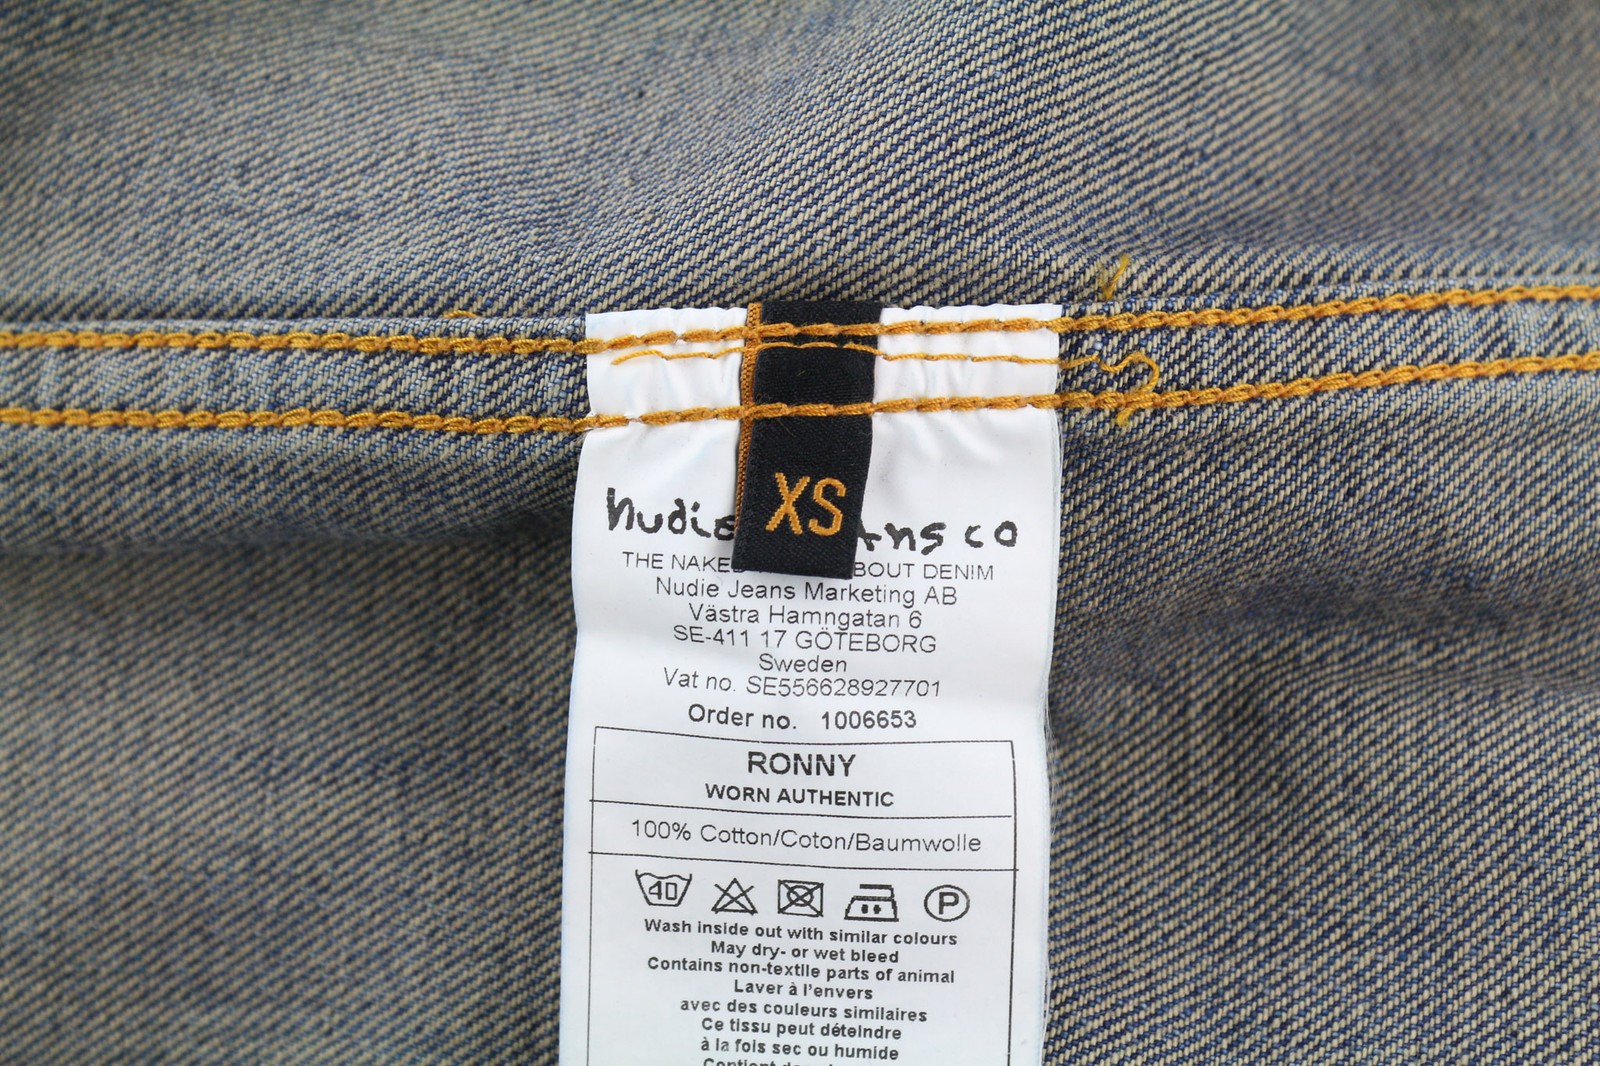 XS
nudie ans co
THE NAKE BOUT DENIM
Nudie Jeans Marketing AB
Västra Hamngatan 6
SE-411 17 GÖTEBORG
Sweden
Vat no. SE556628927701
Order no. 1006653
RONNY
WORN AUTHENTIC
100% Cotton/Coton/Baumwolle
40 P
Wash inside out with similar colours
May dry- or wet bleed
Contains non-textile parts of animal
Laver à l'envers
avec des couleurs similaires
Ce tissu peut déteindre
à la fois sec ou humide